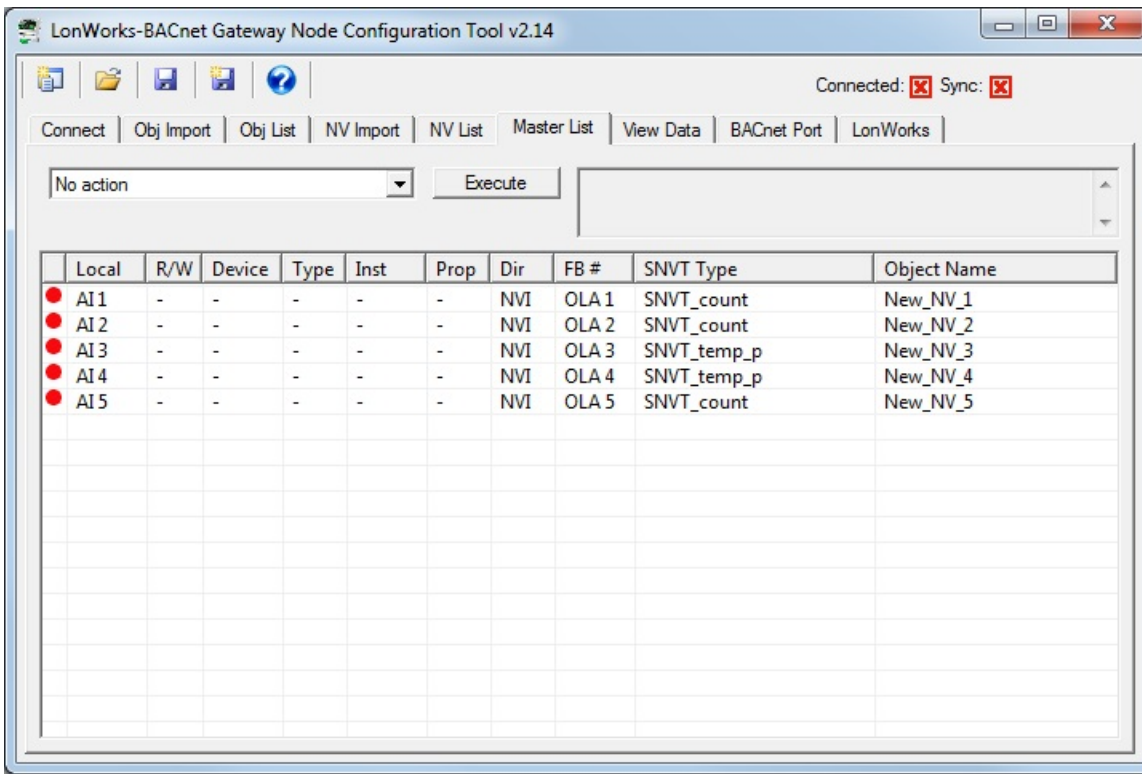 LonWorks-BACnet Gateway Node Configuration Tool v2.14
Connected: Sync:
Connect Obj Import Obj List NV Import NV List Master List View Data BACnet Port LonWorks
No action Execute
Local R/W Device Type Inst Prop Dir FB # SNVT Type Object Name
AI 1 - - - - - NVI OLA 1 SNVT_count New_NV_1
AI 2 - - - - - NVI OLA 2 SNVT_count New_NV_2
AI 3 - - - - - NVI OLA 3 SNVT_temp_p New_NV_3
AI 4 - - - - - NVI OLA 4 SNVT_temp_p New_NV_4
AI 5 - - - - - NVI OLA 5 SNVT_count New_NV_5